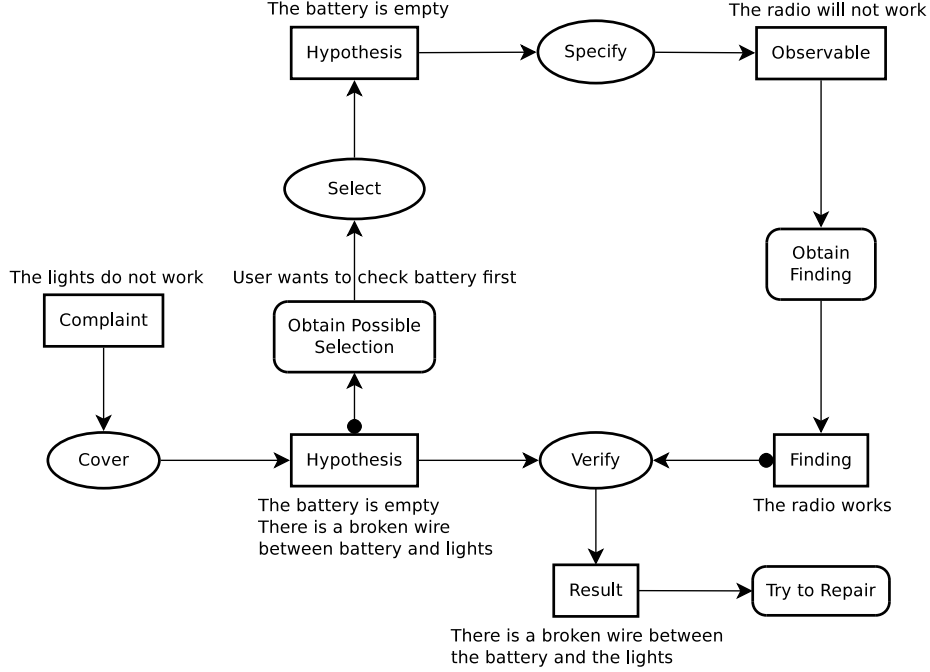 The battery is empty
The radio will not work
Hypothesis
Specify
Observable
Select
Obtain
Finding
The lights do not work
User wants to check battery first
Complaint
Obtain Possible
Selection
Cover
Hypothesis
Verify
Finding
The battery is empty
There is a broken wire
between battery and lights
The radio works
Result
Try to Repair
There is a broken wire between
the battery and the lights